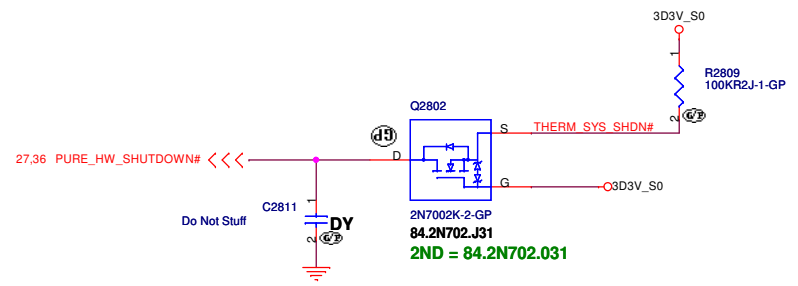 3D3V_S0
1
R2809
100KR2J-1-GP
2
G/P
Q2802
GP
S
THERM_SYS_SHDN#
27,36 PURE_HW_SHUTDOWN#
D
G
3D3V_S0
C2811
1
Do Not Stuff
DY
2
G/P
2N7002K-2-GP
84.2N702.J31
2ND = 84.2N702.031